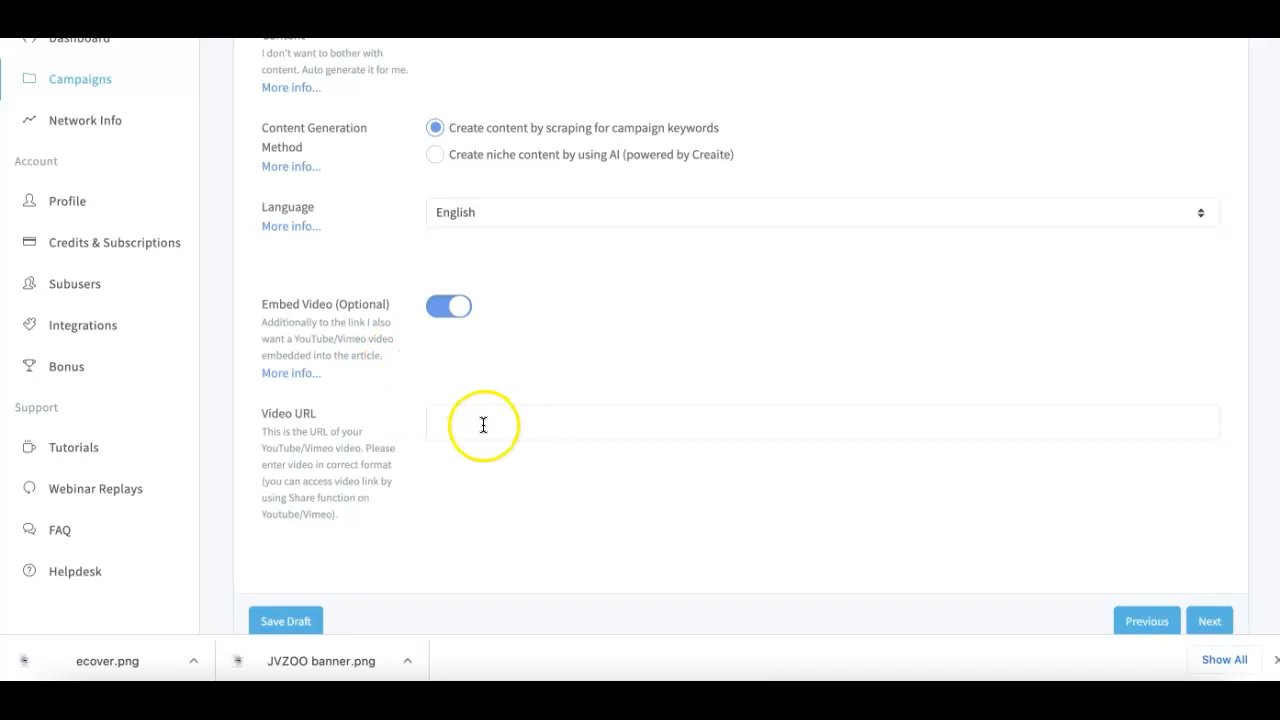 Dashboard
Campaigns
Network Info
Account
Profile
Credits & Subscriptions
Subusers
Integrations
Bonus
Support
Tutorials
Webinar Replays
FAQ
Helpdesk
Content
I don't want to bother with
content. Auto generate it for me.
More info...
Content Generation
Method
More info...
Create content by scraping for campaign keywords
Create niche content by using AI (powered by Creaite)
Language
More info...
English
Embed Video (Optional)
Additionally to the link I also
want a YouTube/Vimeo video
embedded into the article.
More info...
Video URL
This is the URL of your
YouTube/Vimeo video. Please
enter video in correct format
(you can access video link by
using Share function on
Youtube/Vimeo).
Save Draft
Previous
Next
ecover.png
JVZOO banner.png
Show All